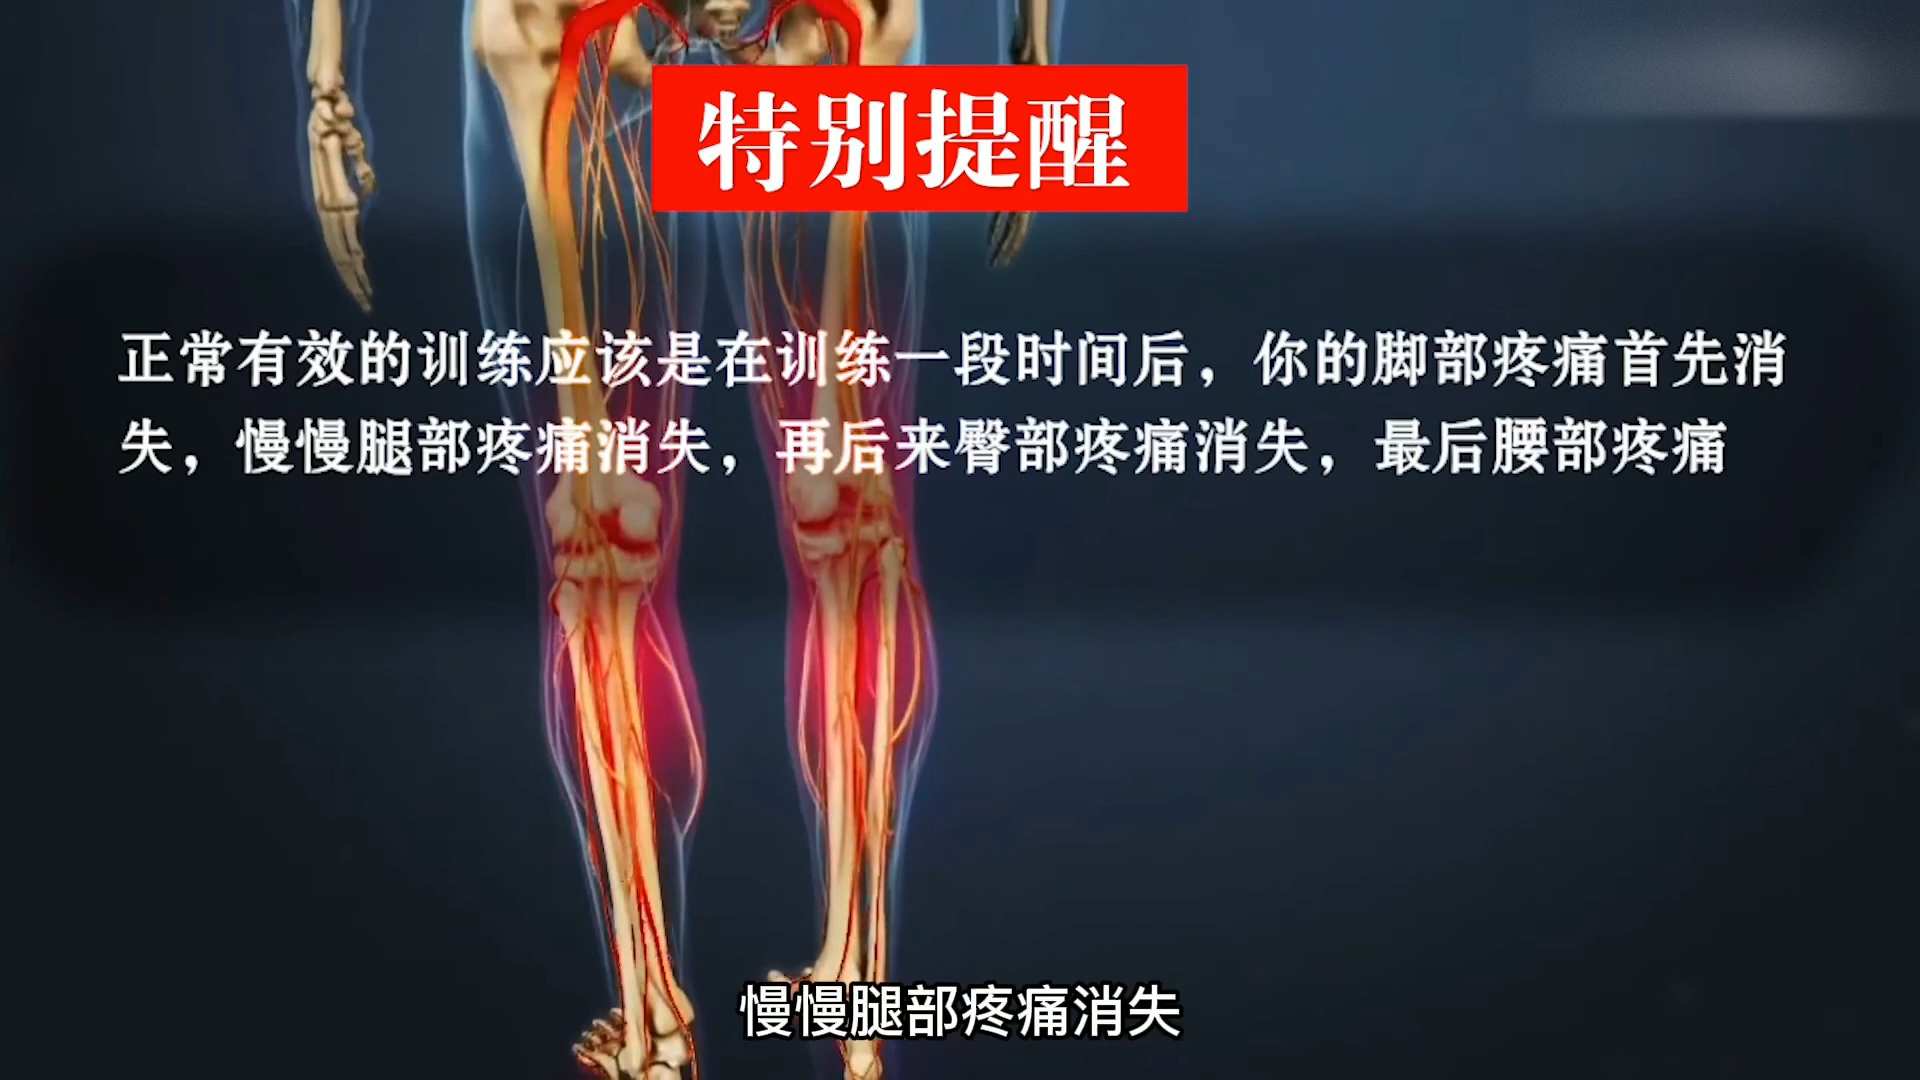 特别提醒
正常有效的训练应该是在训练一段时间后，你的脚部疼痛首先消
失，慢慢腿部疼痛消失，再后来臀部疼痛消失，最后腰部疼痛
慢慢腿部疼痛消失